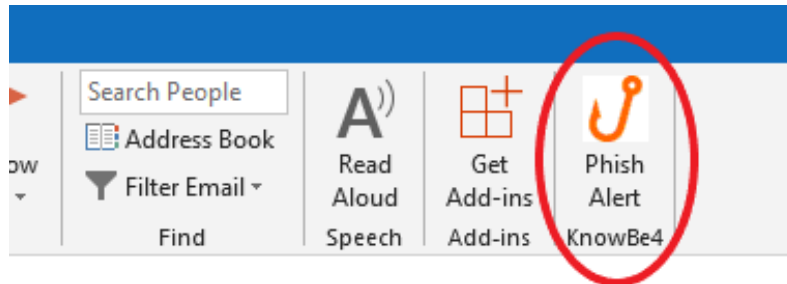 Search People
Address Book
Filter Email
Find
A
Read
Aloud
Speech
Get
Add-ins
Add-ins
Phish
Alert
KnowBe4